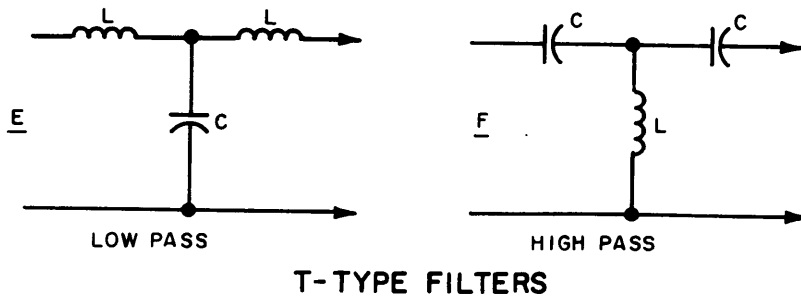 L L
C
E
LOW PASS
C C
L
F
HIGH PASS
T-TYPE FILTERS